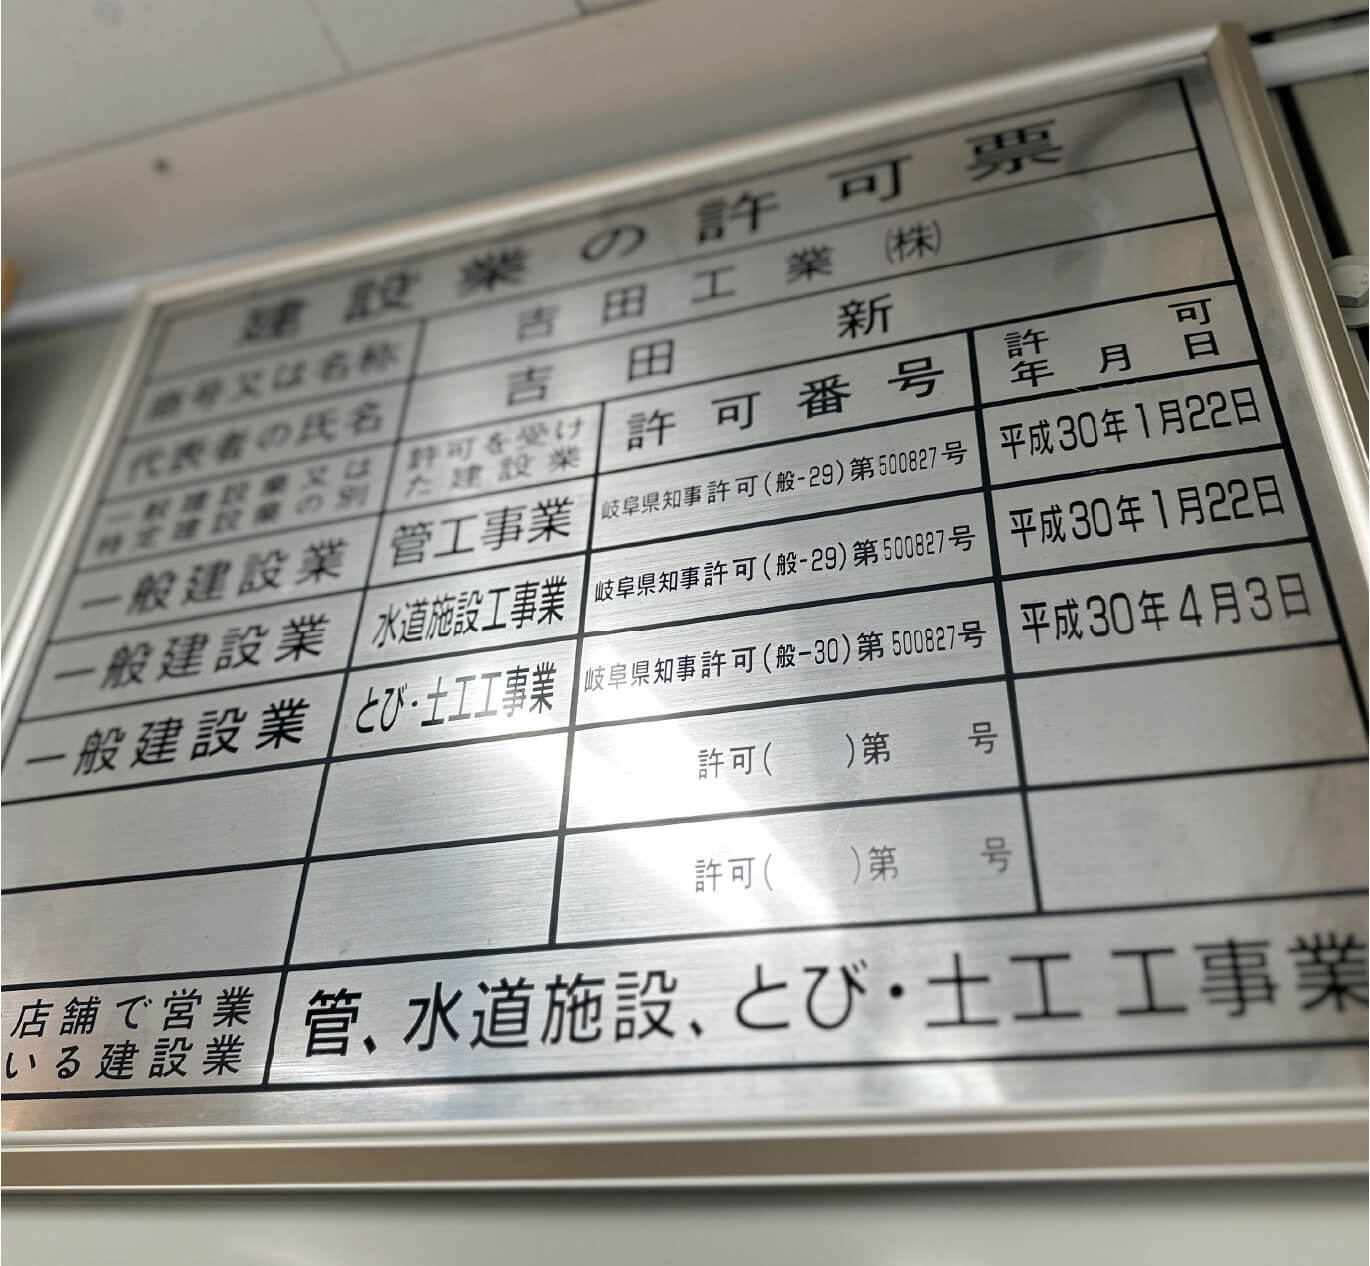 建設業の許可票
商号又は名称 吉田工業(株)
代表者の氏名 吉田 新
一般建設業又は
特定建設業の別
許可を受け
た建設業
許可番号
許可
年月日
一般建設業 管工事業 岐阜県知事許可(般-29)第500827号 平成30年1月22日
一般建設業 水道施設工事業 岐阜県知事許可(般-29)第500827号 平成30年1月22日
一般建設業 とび・土工工事業 岐阜県知事許可(般-30)第500827号 平成30年4月3日
許可( )第 号
許可( )第 号
店舗で営業
いる建設業
管、水道施設、とび・土工工事業